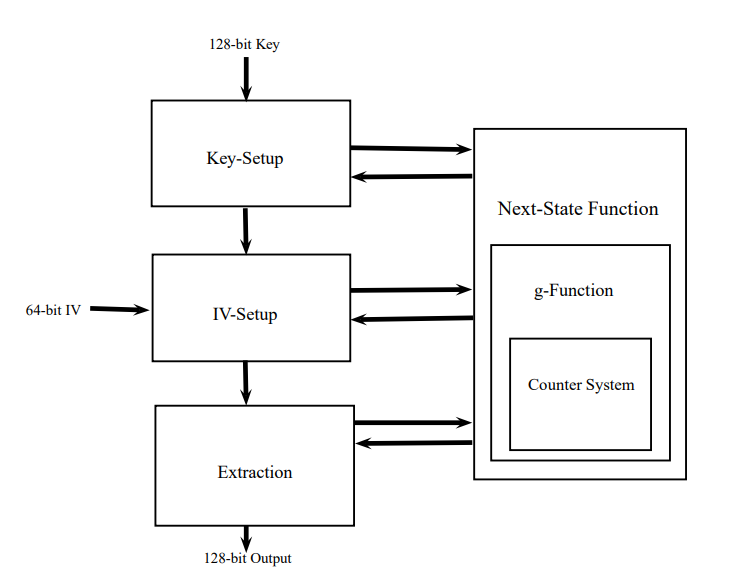 128-bit Key
Key-Setup
Next-State Function
g-Function
64-bit IV
IV-Setup
Counter System
Extraction
128-bit Output